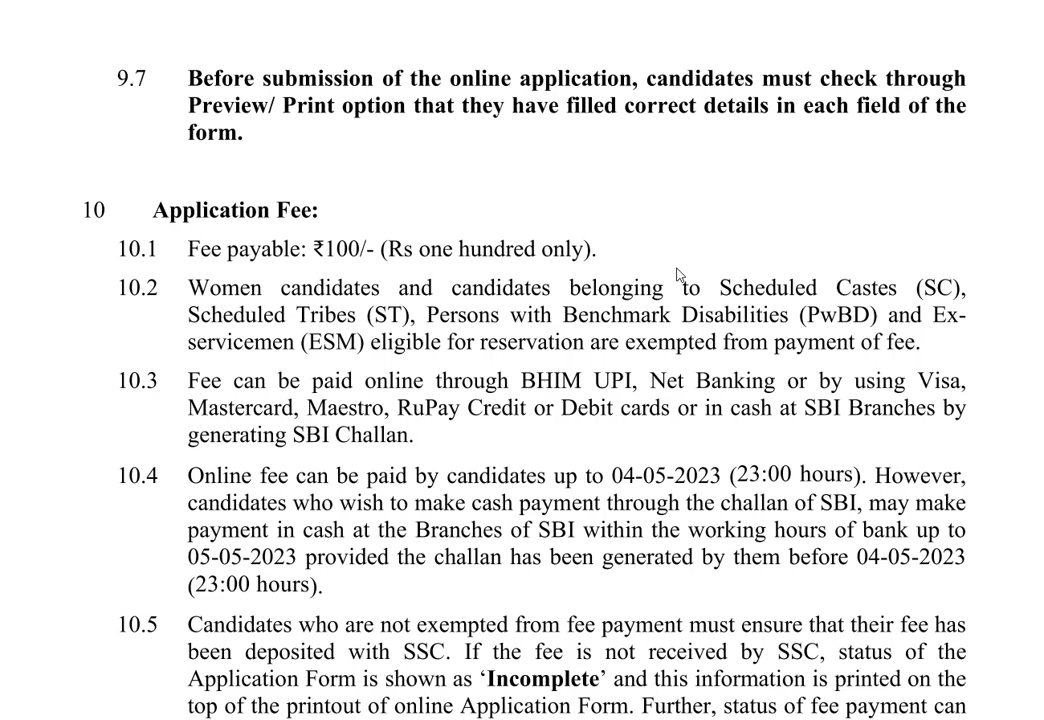 9.7 Before submission of the online application, candidates must check through
Preview/ Print option that they have filled correct details in each field of the
form.
10 Application Fee:
10.1 Fee payable: ₹100/- (Rs one hundred only).
10.2 Women candidates and candidates belonging to Scheduled Castes (SC),
Scheduled Tribes (ST), Persons with Benchmark Disabilities (PwBD) and Ex-
servicemen (ESM) eligible for reservation are exempted from payment of fee.
10.3 Fee can be paid online through BHIM UPI, Net Banking or by using Visa,
Mastercard, Maestro, RuPay Credit or Debit cards or in cash at SBI Branches by
generating SBI Challan.
10.4 Online fee can be paid by candidates up to 04-05-2023 (23:00 hours). However,
candidates who wish to make cash payment through the challan of SBI, may make
payment in cash at the Branches of SBI within the working hours of bank up to
05-05-2023 provided the challan has been generated by them before 04-05-2023
(23:00 hours).
10.5 Candidates who are not exempted from fee payment must ensure that their fee has
been deposited with SSC. If the fee is not received by SSC, status of the
Application Form is shown as ‘Incomplete’ and this information is printed on the
top of the printout of online Application Form. Further, status of fee payment can